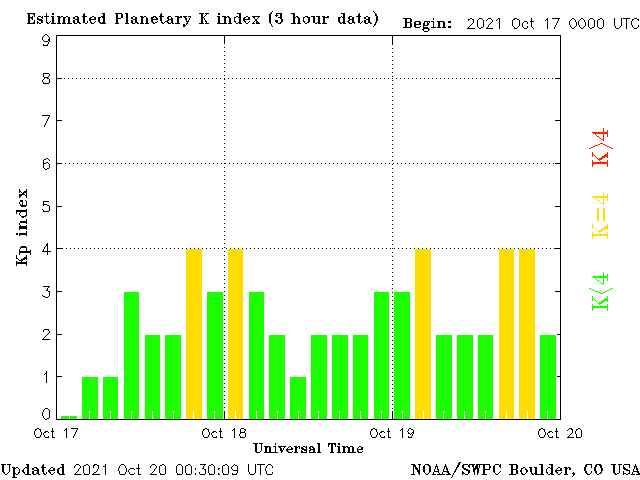 Estimated Planetary K index (3 hour data)
Begin: 2021 Oct 17 0000 UTC
9
8
7
6
5
4
3
2
1
0
Kp index
K>4
K=4
K<4
Oct 17
Oct 18
Oct 19
Oct 20
Universal Time
Updated 2021 Oct 20 00:30:09 UTC
NOAA/SWPC Boulder, CO USA